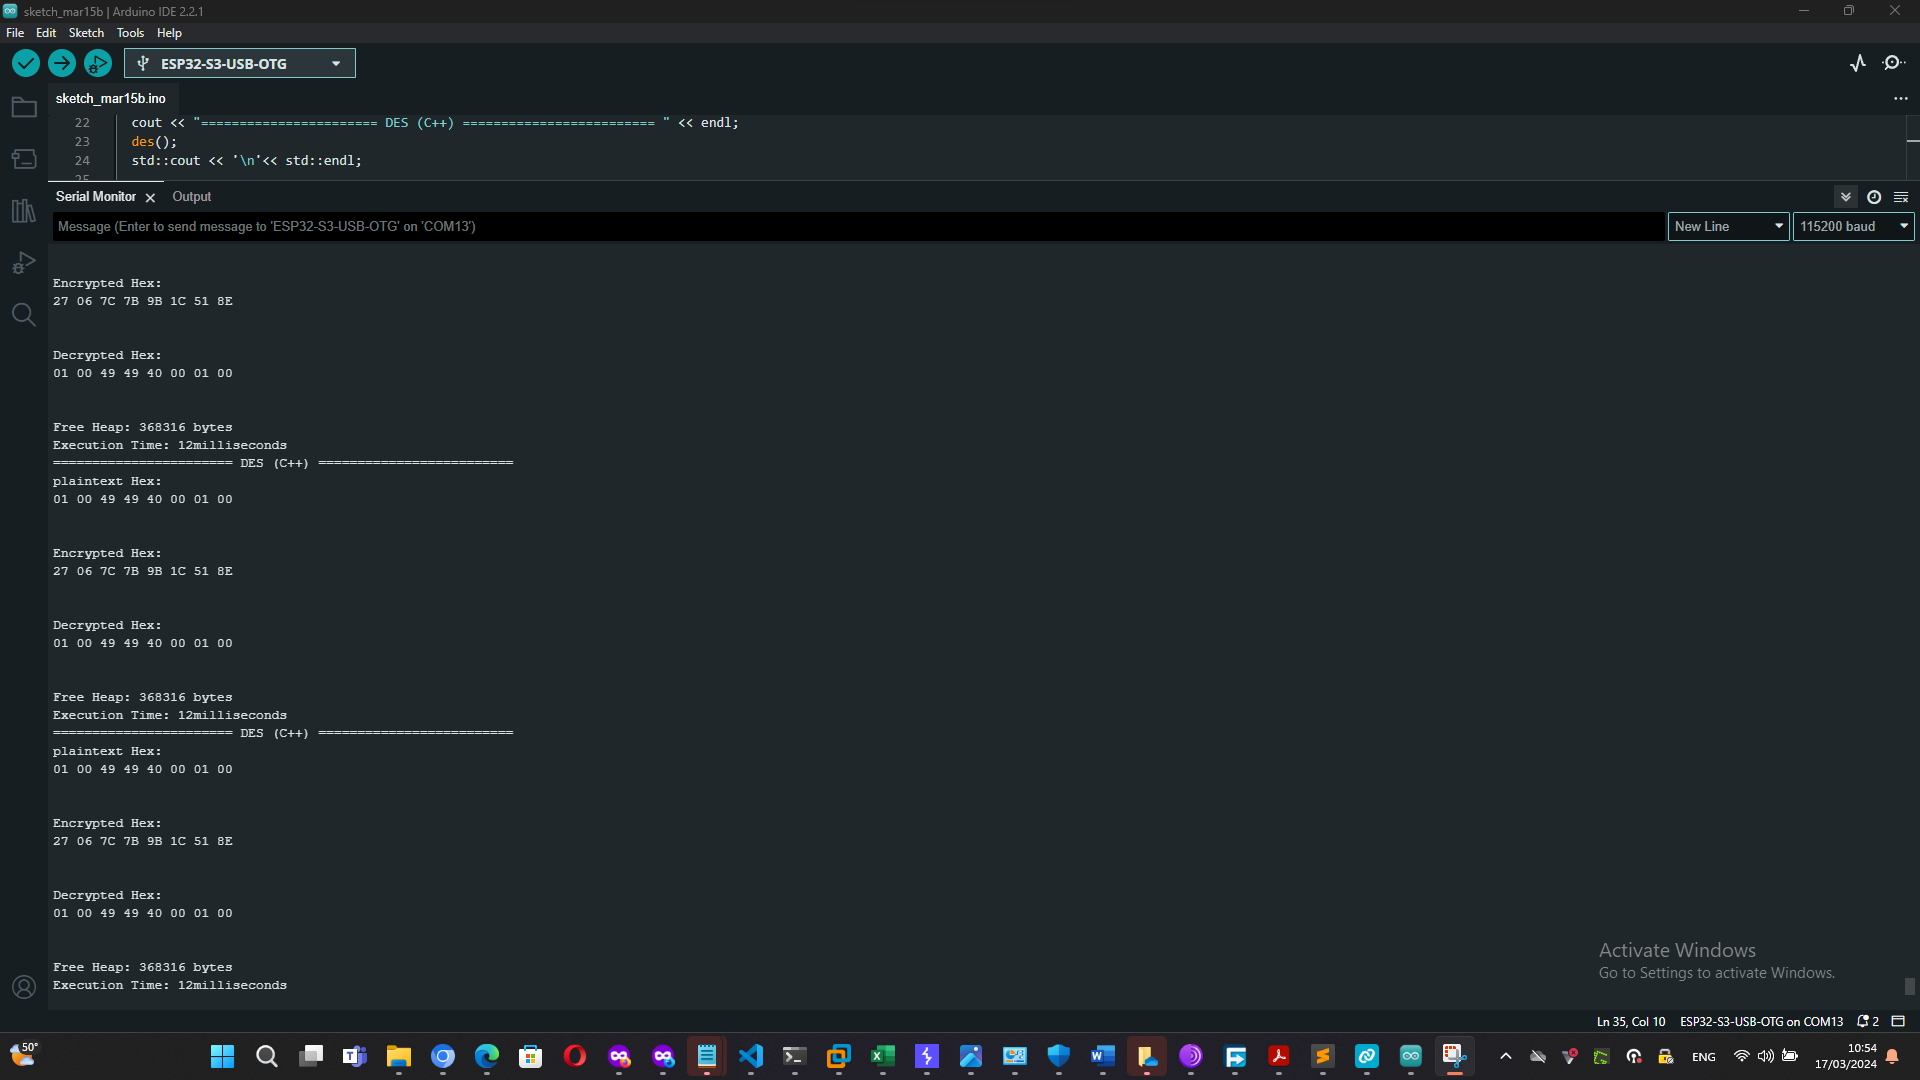 sketch_mar15b | Arduino IDE 2.2.1
File Edit Sketch Tools Help
ESP32-S3-USB-OTG
sketch_mar15b.ino
22 cout << "======================= DES (C++) ========================= " << endl;
23 des();
24 std::cout << '\n'<< std::endl;
25
Serial Monitor Output
Message (Enter to send message to 'ESP32-S3-USB-OTG' on 'COM13')
New Line 115200 baud
Encrypted Hex:
27 06 7C 7B 9B 1C 51 8E
Decrypted Hex:
01 00 49 49 40 00 01 00
Free Heap: 368316 bytes
Execution Time: 12milliseconds
======================= DES (C++) =========================
plaintext Hex:
01 00 49 49 40 00 01 00
Encrypted Hex:
27 06 7C 7B 9B 1C 51 8E
Decrypted Hex:
01 00 49 49 40 00 01 00
Free Heap: 368316 bytes
Execution Time: 12milliseconds
======================= DES (C++) =========================
plaintext Hex:
01 00 49 49 40 00 01 00
Encrypted Hex:
27 06 7C 7B 9B 1C 51 8E
Decrypted Hex:
01 00 49 49 40 00 01 00
Free Heap: 368316 bytes
Execution Time: 12milliseconds
Activate Windows
Go to Settings to activate Windows.
Ln 35, Col 10 ESP32-S3-USB-OTG on COM13 2
50°
ENG
10:54
17/03/2024